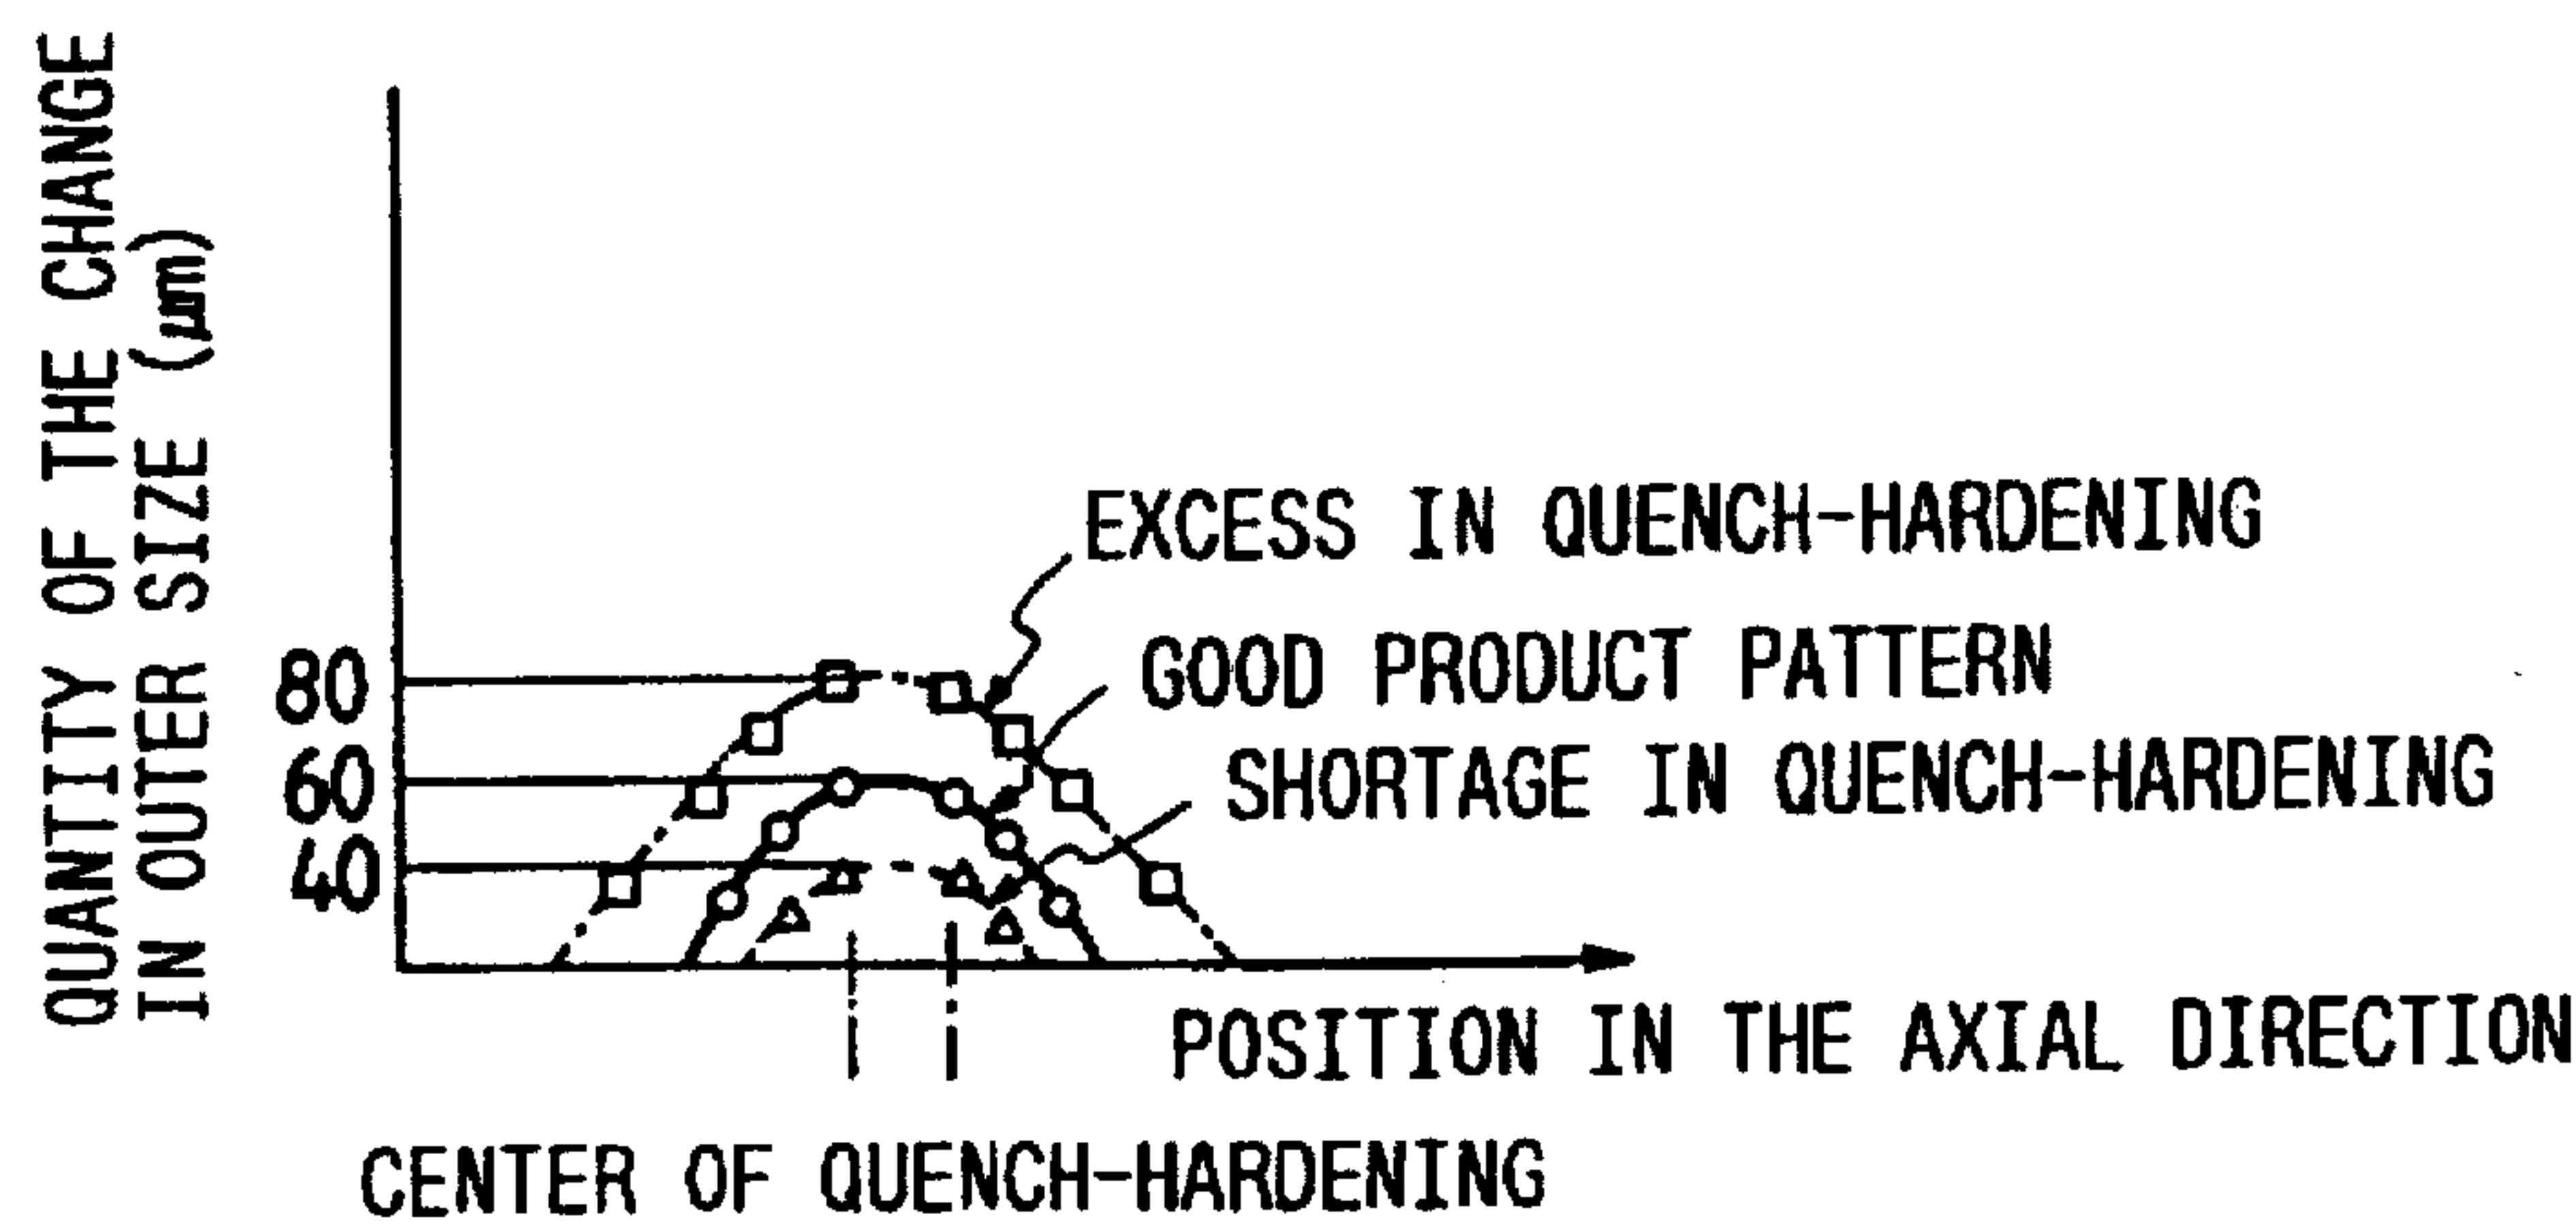 QUANTITY OF THE CHANGE
IN OUTER SIZE (μm)
EXCESS IN QUENCH-HARDENING
GOOD PRODUCT PATTERN
SHORTAGE IN QUENCH-HARDENING
80
60
40
POSITION IN THE AXIAL DIRECTION
CENTER OF QUENCH-HARDENING